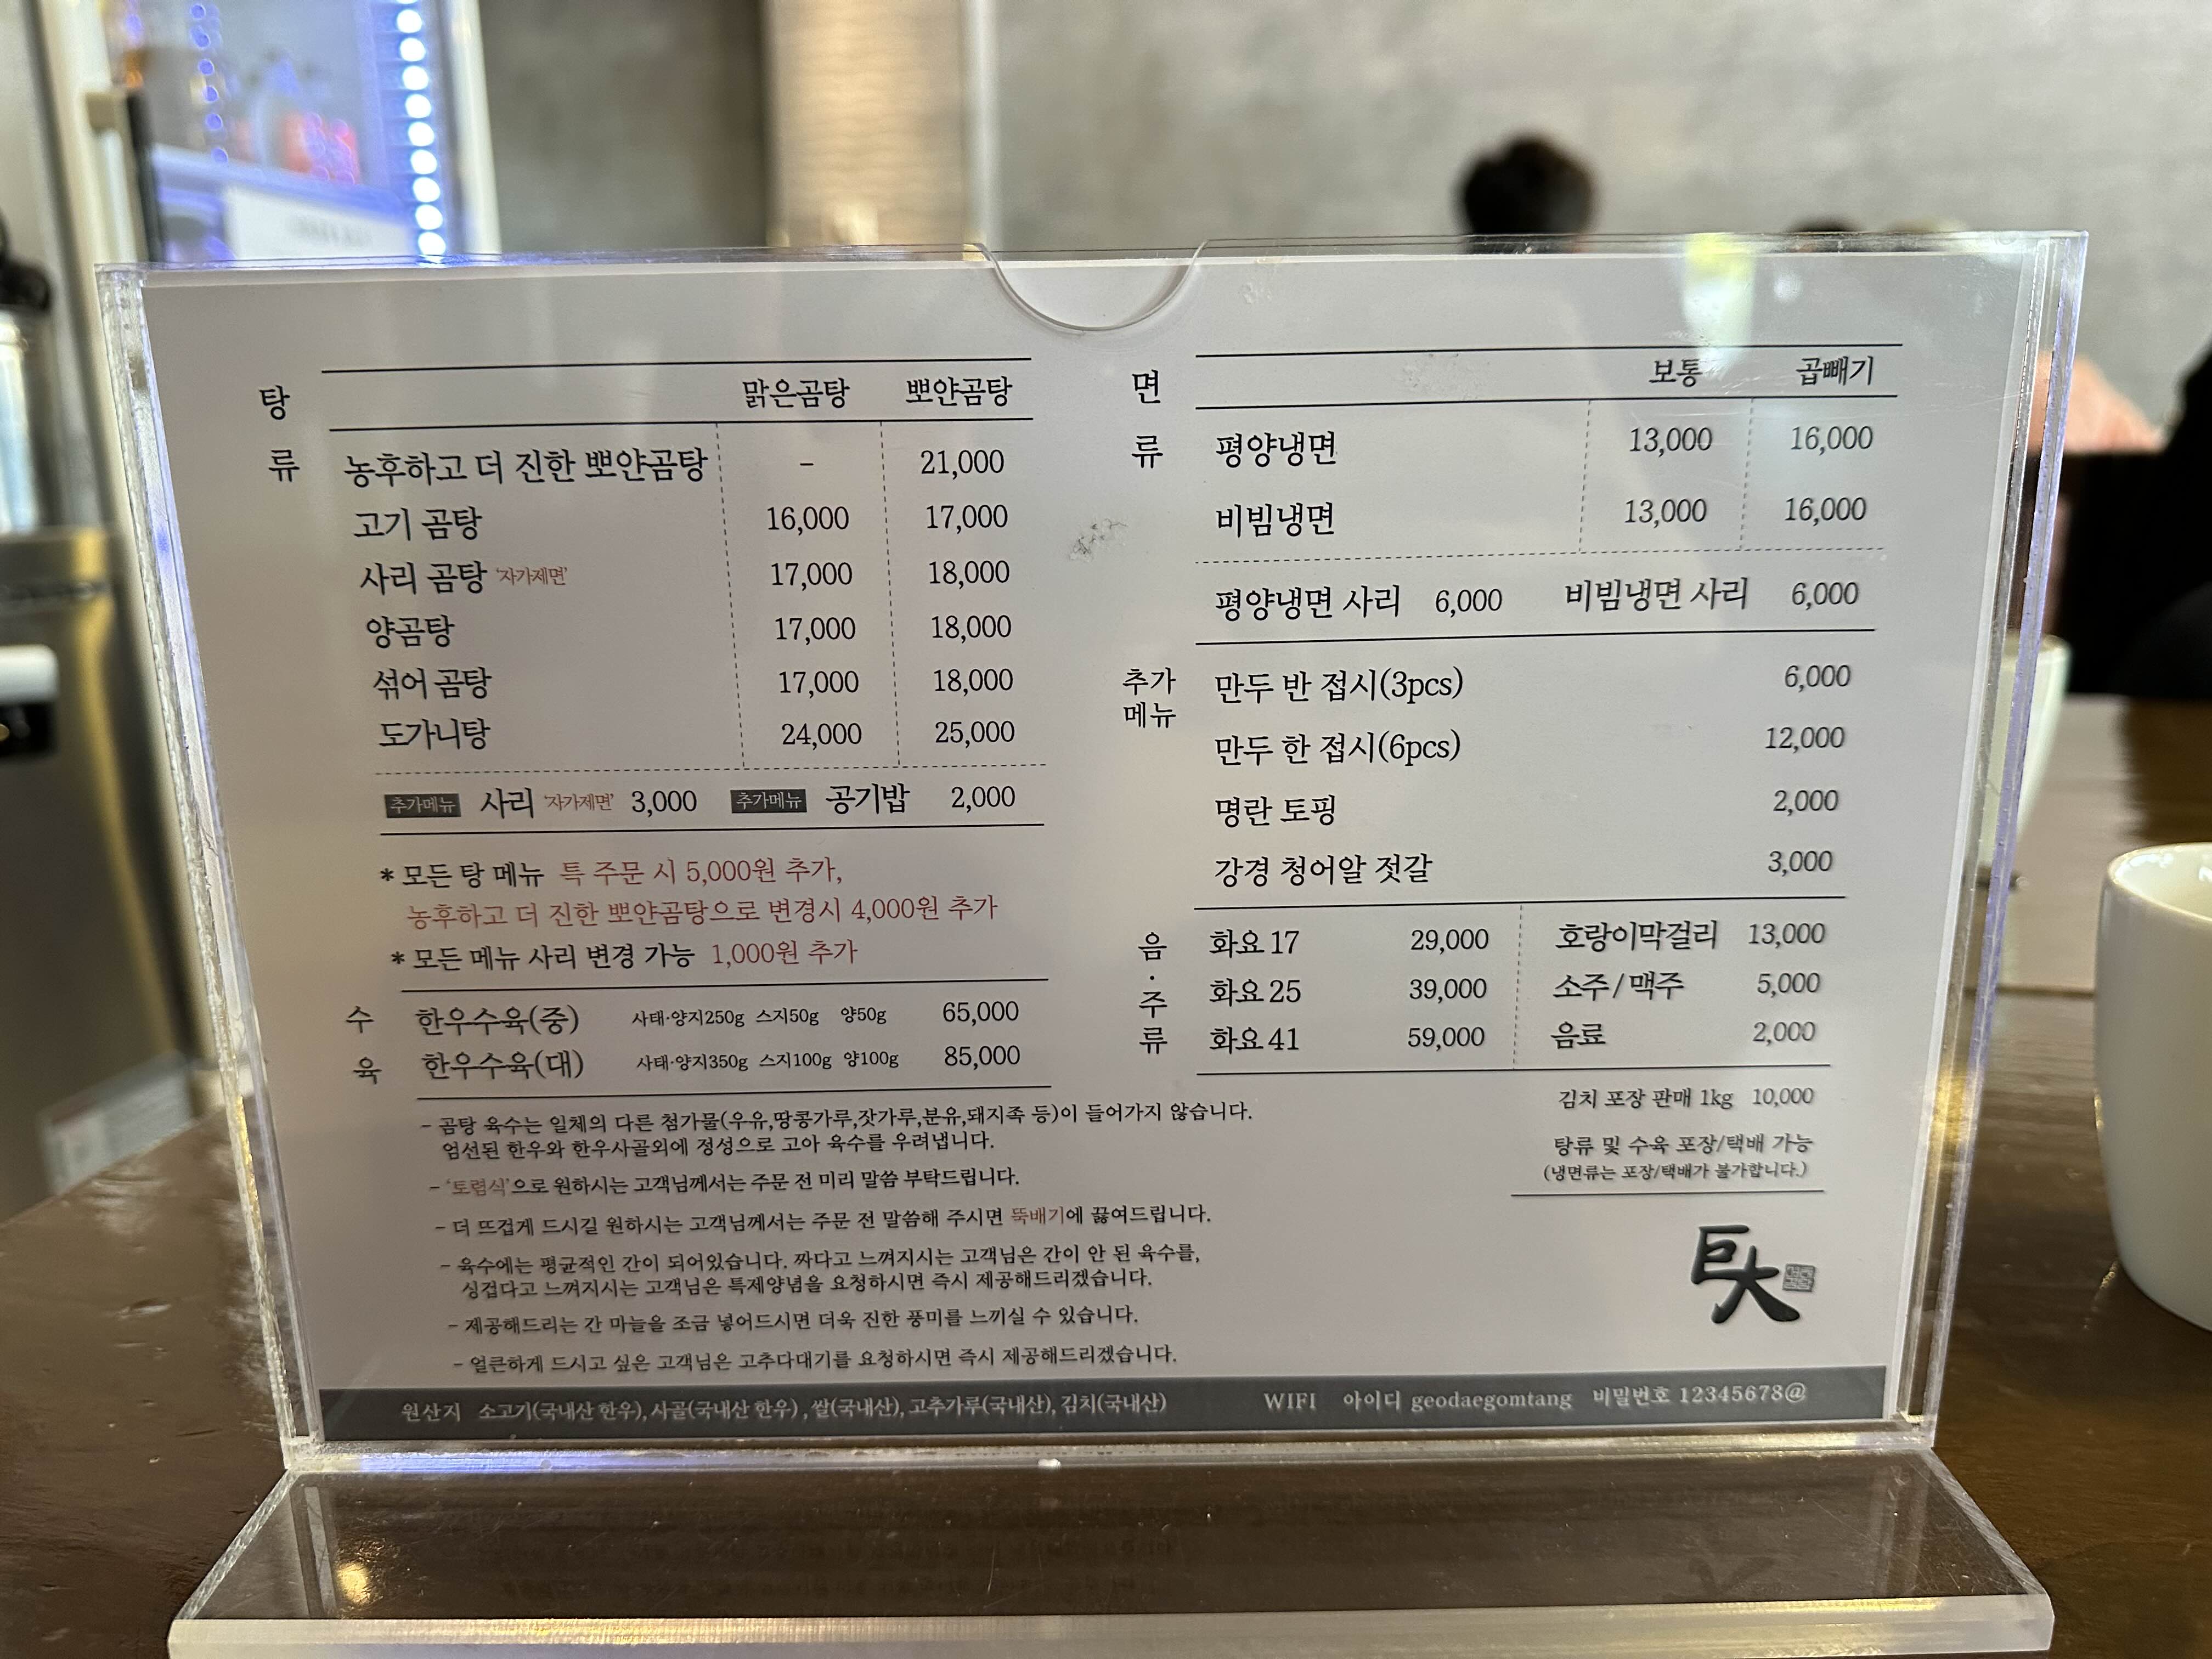 탕류
맑은곰탕 뽀얀곰탕
농후하고 더 진한 뽀얀곰탕 - 21,000
고기 곰탕 16,000 17,000
사리 곰탕 '자가제면' 17,000 18,000
양곰탕 17,000 18,000
섞어 곰탕 17,000 18,000
도가니탕 24,000 25,000
추가메뉴 사리 '자가제면' 3,000 추가메뉴 공기밥 2,000
* 모든 탕 메뉴 특 주문 시 5,000원 추가,
농후하고 더 진한 뽀얀곰탕으로 변경시 4,000원 추가
* 모든 메뉴 사리 변경 가능 1,000원 추가
수육
한우수육(중) 사태·양지250g 스지50g 양50g 65,000
한우수육(대) 사태·양지350g 스지100g 양100g 85,000
- 곰탕 육수는 일체의 다른 첨가물(우유,땅콩가루,잣가루,분유,돼지족 등)이 들어가지 않습니다.
엄선된 한우와 한우사골외에 정성으로 고아 육수를 우려냅니다.
- '토렴식'으로 원하시는 고객님께서는 주문 전 미리 말씀 부탁드립니다.
- 더 뜨겁게 드시길 원하시는 고객님께서는 주문 전 말씀해 주시면 뚝배기에 끓여드립니다.
- 육수에는 평균적인 간이 되어있습니다. 짜다고 느껴지시는 고객님은 간이 안 된 육수를,
싱겁다고 느껴지시는 고객님은 특제양념을 요청하시면 즉시 제공해드리겠습니다.
- 제공해드리는 간 마늘을 조금 넣어드시면 더욱 진한 풍미를 느끼실 수 있습니다.
- 얼큰하게 드시고 싶은 고객님은 고추다대기를 요청하시면 즉시 제공해드리겠습니다.
면류
보통 곱빼기
평양냉면 13,000 16,000
비빔냉면 13,000 16,000
평양냉면 사리 6,000 비빔냉면 사리 6,000
추가
메뉴
만두 반 접시(3pcs) 6,000
만두 한 접시(6pcs) 12,000
명란 토핑 2,000
강경 청어알 젓갈 3,000
음·주류
화요 17 29,000 호랑이막걸리 13,000
화요 25 39,000 소주/맥주 5,000
화요 41 59,000 음료 2,000
김치 포장 판매 1kg 10,000
탕류 및 수육 포장/택배 가능
(냉면류는 포장/택배가 불가합니다.)
巨大
원산지 소고기(국내산 한우), 사골(국내산 한우), 쌀(국내산), 고추가루(국내산), 김치(국내산) WIFI 아이디 geodaegomtang 비밀번호 12345678@